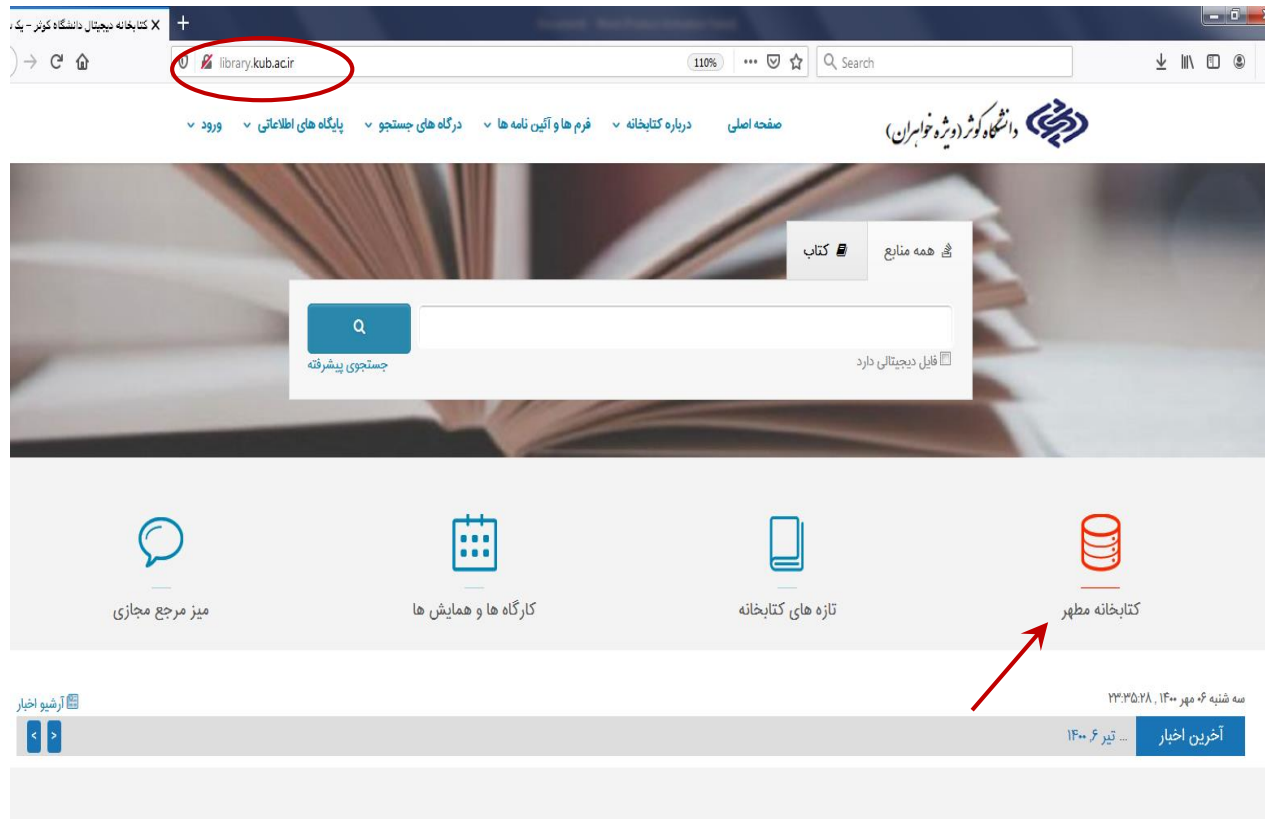 کتابخانه دیجیتال دانشگاه کوثر – یک
library.kub.ac.ir
110%
Search
دانشگاه کوثر (ویژه خواهران)
صفحه اصلی درباره کتابخانه فرم ها و آئین نامه ها درگاه های جستجو پایگاه های اطلاعاتی ورود
همه منابع کتاب
فایل دیجیتالی دارد
جستجوی پیشرفته
کتابخانه مطهر تازه های کتابخانه کارگاه ها و همایش ها میز مرجع مجازی
سه شنبه ۰۶ مهر ۱۴۰۰ , ۲۳:۳۵:۲۸
آرشیو اخبار
آخرین اخبار ... تیر ۶, ۱۴۰۰